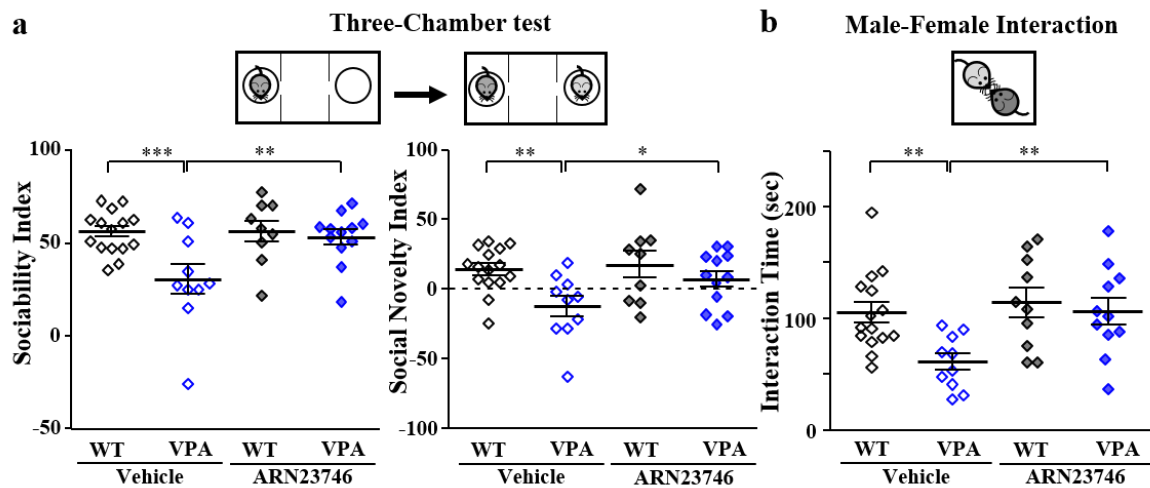 a
Three-Chamber test
b
Male-Female Interaction
Sociability Index
100
50
0
-50
***
**
WT
VPA
WT
VPA
Vehicle
ARN23746
Social Novelty Index
100
50
0
-50
-100
**
*
WT
VPA
WT
VPA
Vehicle
ARN23746
Interaction Time (sec)
200
100
0
**
**
WT
VPA
WT
VPA
Vehicle
ARN23746